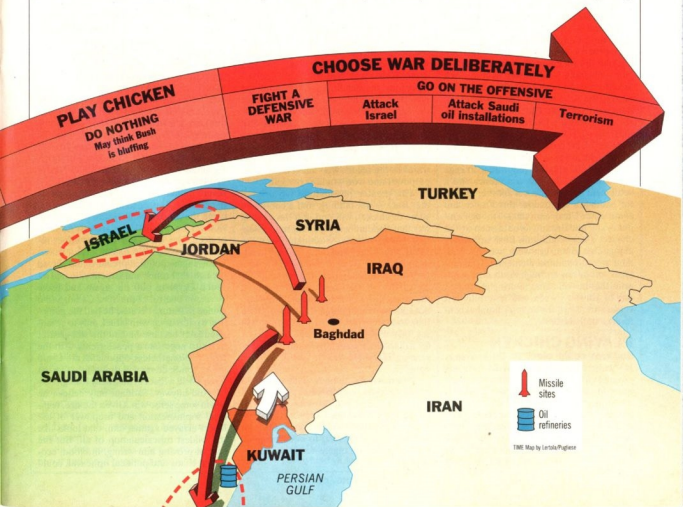 CHOOSE WAR DELIBERATELY
PLAY CHICKEN
DO NOTHING
May think Bush
is bluffing
FIGHT A
DEFENSIVE
WAR
GO ON THE OFFENSIVE
Attack
Israel
Attack Saudi
oil installations
Terrorism
TURKEY
SYRIA
ISRAEL
JORDAN
IRAQ
Baghdad
SAUDI ARABIA
IRAN
KUWAIT
PERSIAN
GULF
Missile
sites
Oil
refineries
TIME Map by Lertola/Pugliese